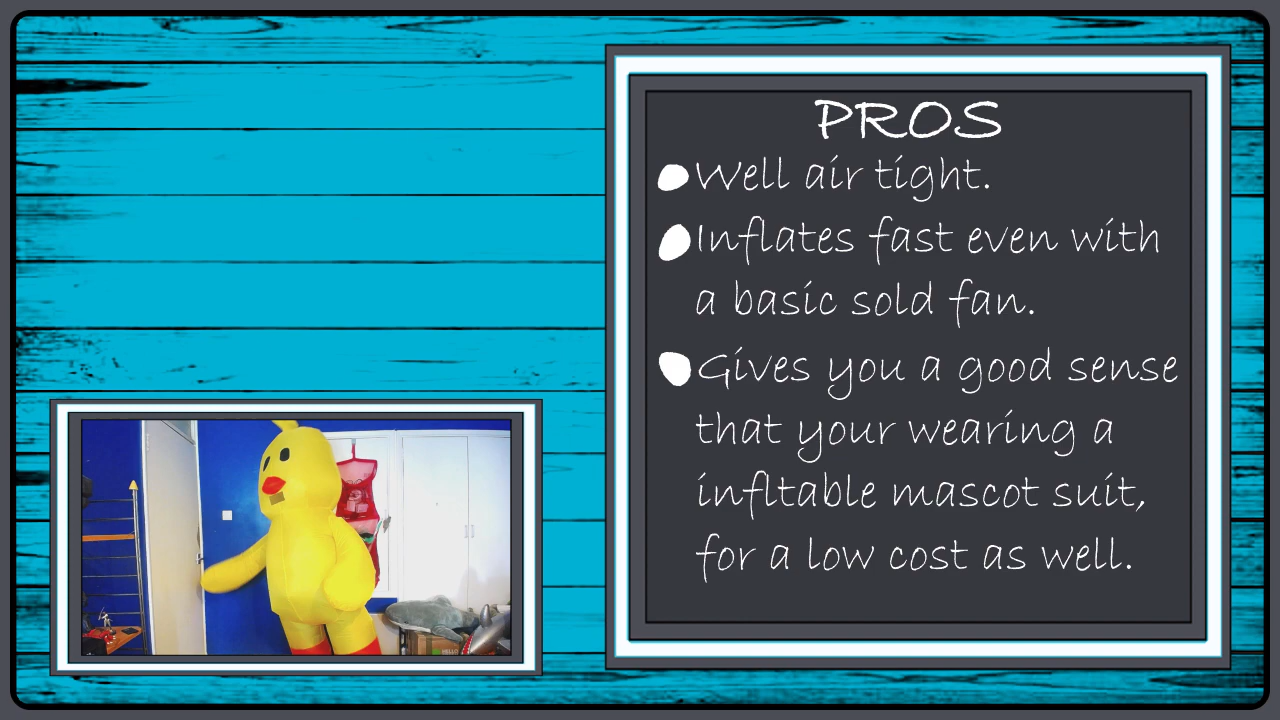 PROS
Well air tight.
Inflates fast even with
a basic sold fan.
Gives you a good sense
that your wearing a
infltable mascot suit,
for a low cost as well.
HELLO